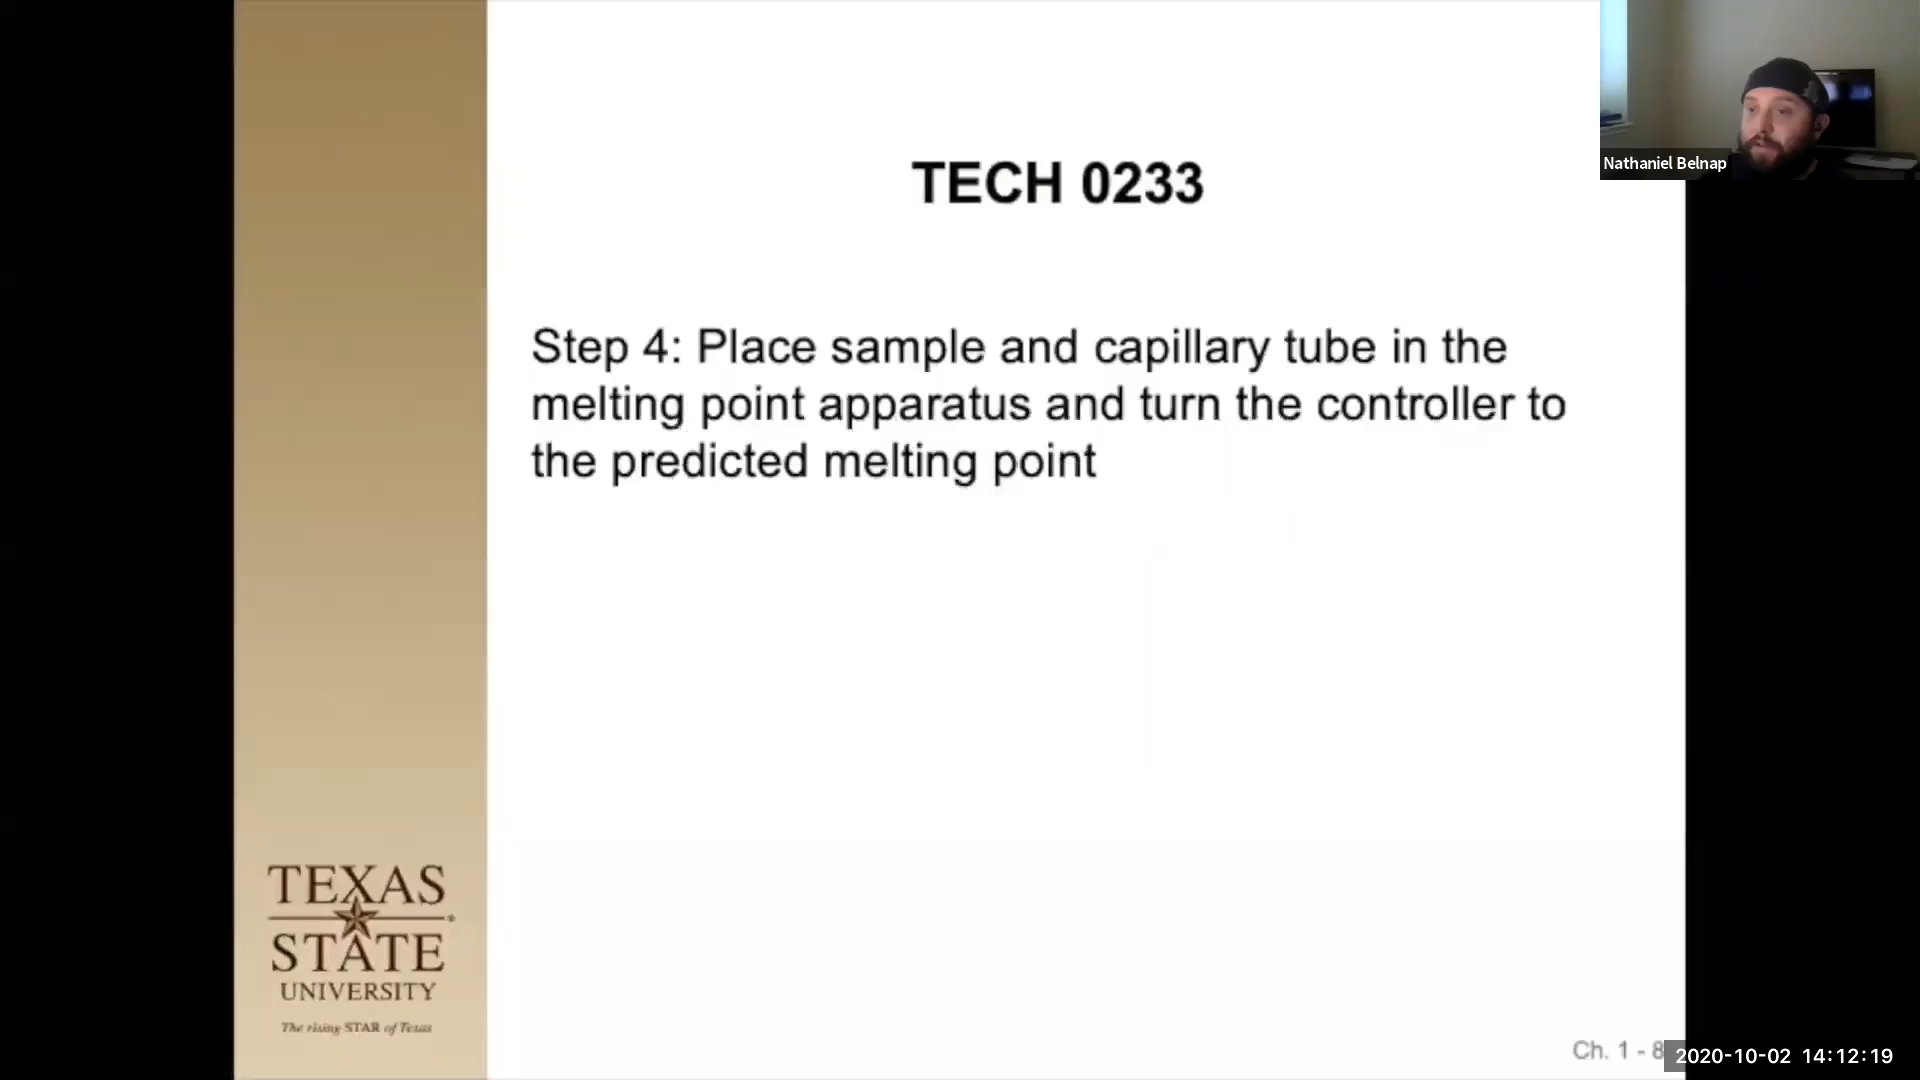 TECH 0233
Nathaniel Belnap
Step 4: Place sample and capillary tube in the
melting point apparatus and turn the controller to
the predicted melting point
TEXAS
STATE
UNIVERSITY
The rising STAR of Texas
Ch. 1 - 8
2020-10-02 14:12:19